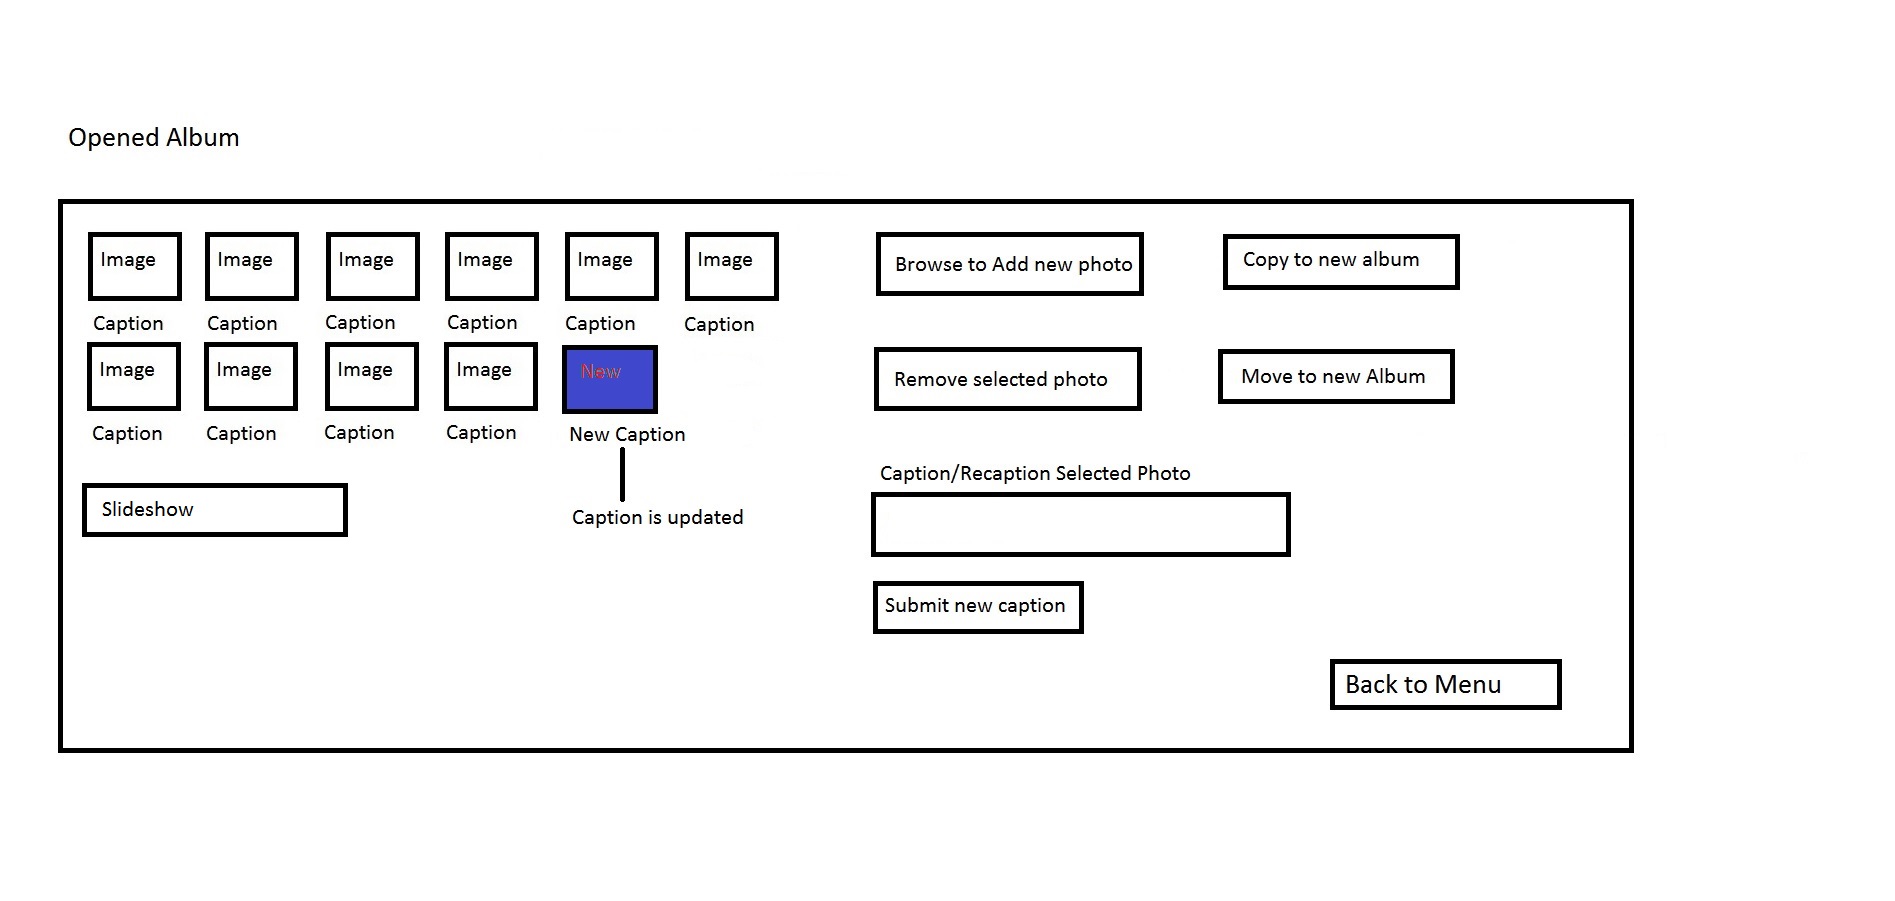 Opened Album
Image Image Image Image Image Image
Caption Caption Caption Caption Caption Caption
Image Image Image Image New
Caption Caption Caption Caption New Caption
Slideshow
Caption is updated
Browse to Add new photo
Copy to new album
Remove selected photo
Move to new Album
Caption/Recaption Selected Photo
Submit new caption
Back to Menu